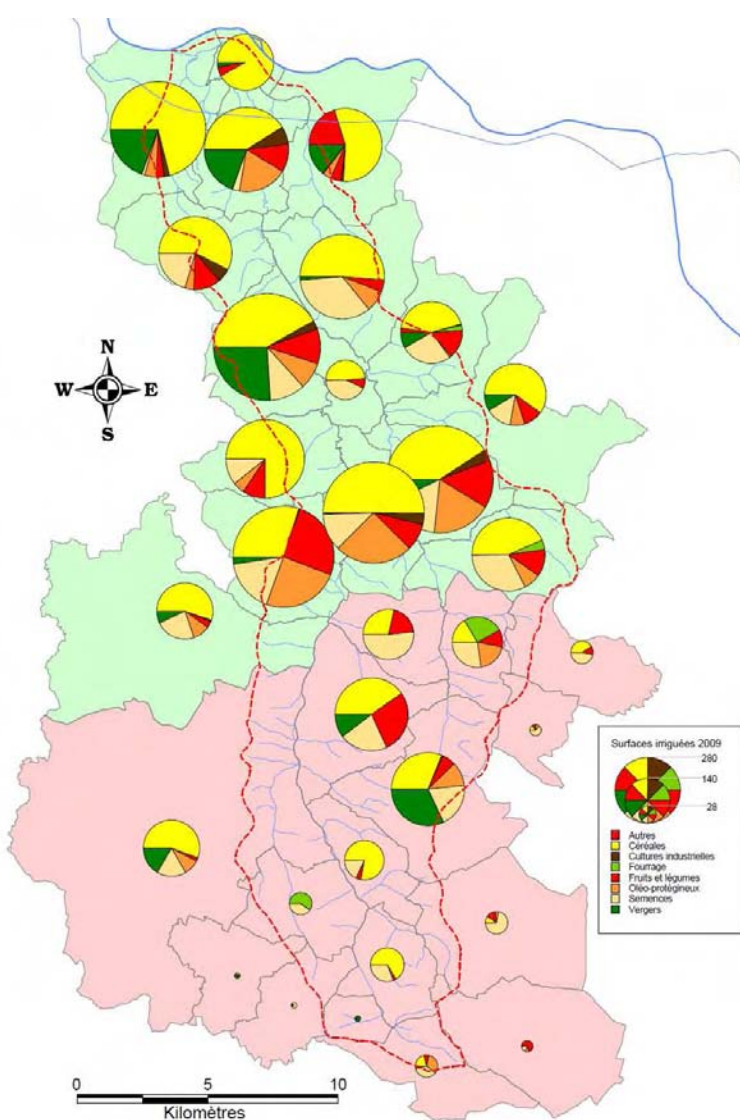 N
W E
S
Surfaces irriguées 2009
280
140
28
Autres
Céréales
Cultures industrielles
Fourrage
Fruits et légumes
Oléo-protégineux
Semences
Vergers
0 5 10
Kilomètres